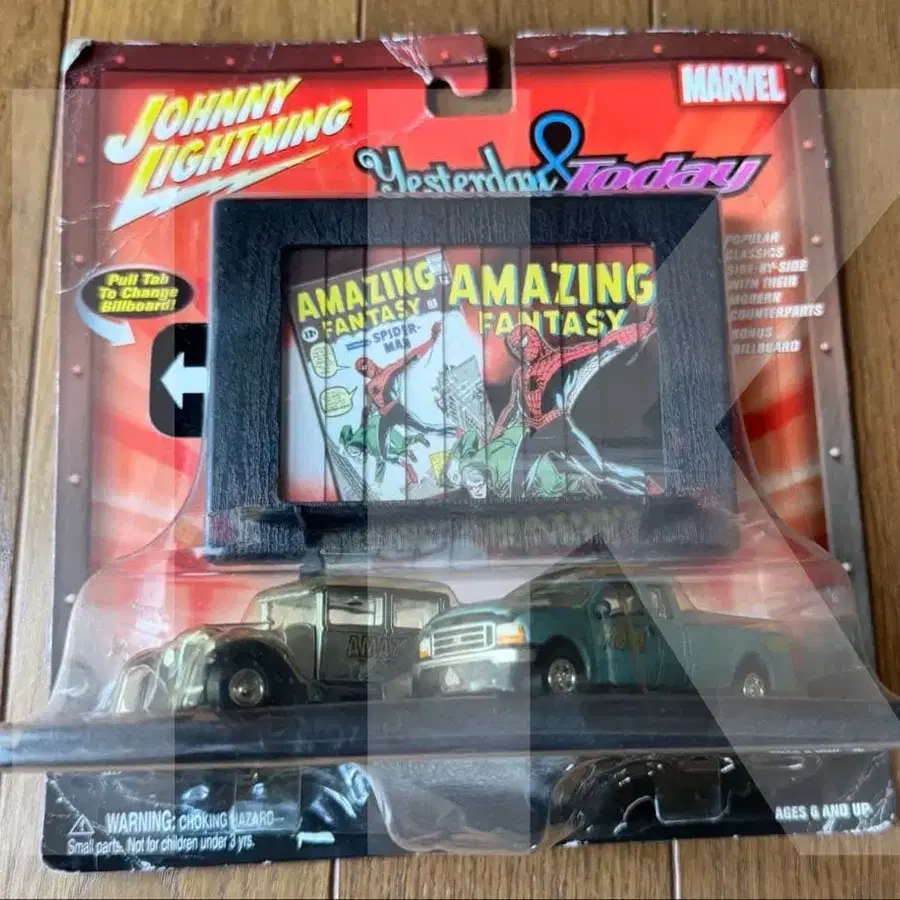 JOHNNY
LIGHTNING
MARVEL
Yesterday & Today
Pull Tab
To Change
Billboard!
POPULAR
CLASSICS
SIDE-BY-SIDE
WITH THEIR
MODERN
COUNTERPARTS
BONUS
BILLBOARD
AMAZING
FANTASY
12¢
SPIDER-
MAN
AMAZING
FANTASY
AMAZ
WARNING: CHOKING HAZARD—
Small parts. Not for children under 3 yrs.
AGES 6 AND UP